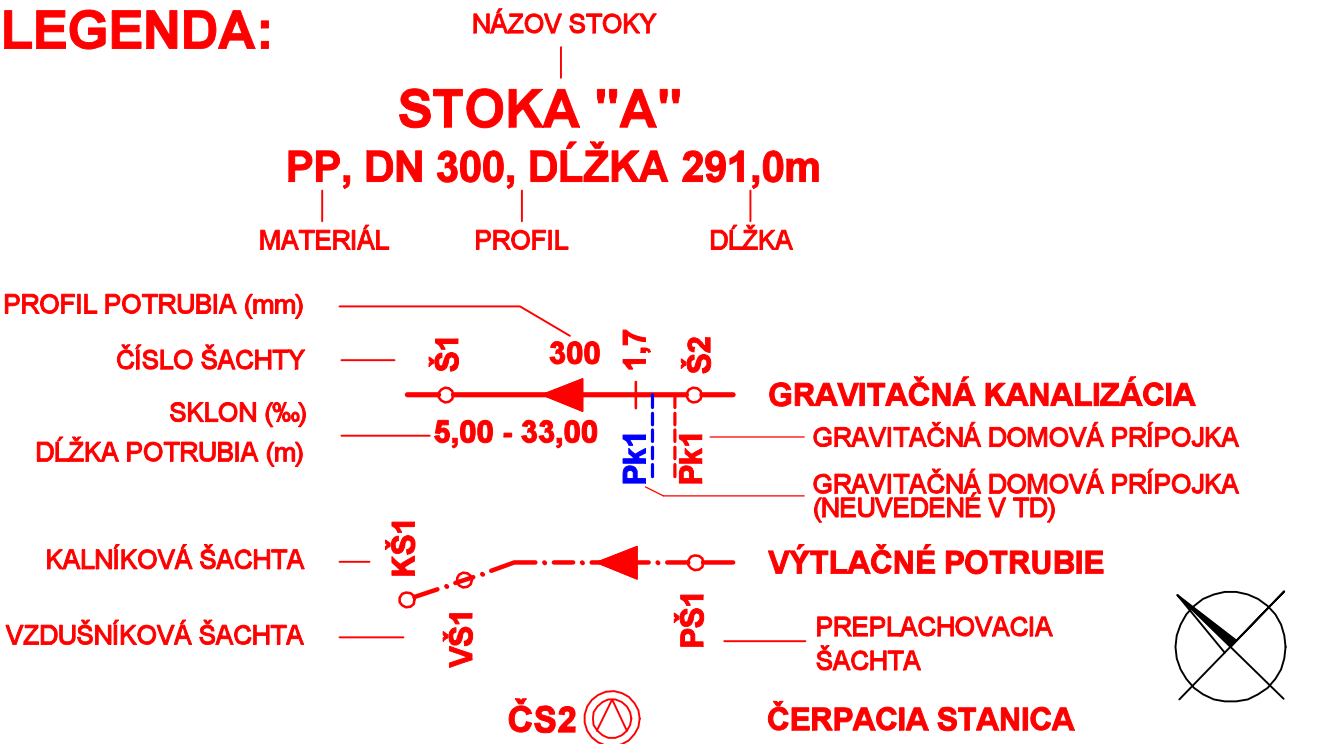 LEGENDA:
NÁZOV STOKY
STOKA "A"
PP, DN 300, DĹŽKA 291,0m
MATERIÁL
PROFIL
DĹŽKA
PROFIL POTRUBIA (mm)
ČÍSLO ŠACHTY
SKLON (‰)
DĹŽKA POTRUBIA (m)
Š1
300
1,7
Š2
5,00 - 33,00
Pk1
Pk1
GRAVITAČNÁ KANALIZÁCIA
GRAVITAČNÁ DOMOVÁ PRÍPOJKA
GRAVITAČNÁ DOMOVÁ PRÍPOJKA
(NEUVEDENÉ V TD)
KALNÍKOVÁ ŠACHTA
KŠ1
VÝTLAČNÉ POTRUBIE
VZDUŠNÍKOVÁ ŠACHTA
VŠ1
PŠ1
PREPLACHOVACIA
ŠACHTA
ČS2
ČERPACIA STANICA